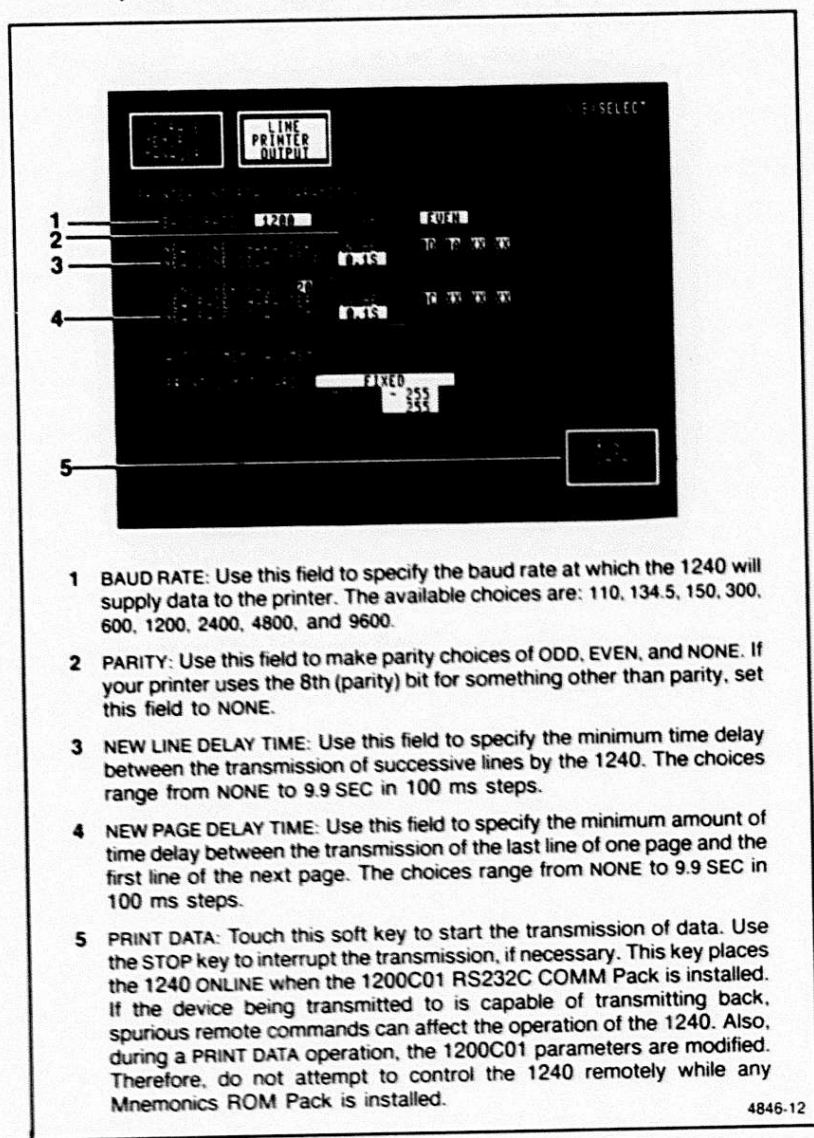 LINE
PRINTER
OUTPUT
1 1200 EVEN
2
3 0.1S
20
4 0.1S
FIXED
- 255
255
5
1 BAUD RATE: Use this field to specify the baud rate at which the 1240 will
supply data to the printer. The available choices are: 110, 134.5, 150, 300,
600, 1200, 2400, 4800, and 9600.
2 PARITY: Use this field to make parity choices of ODD, EVEN, and NONE. If
your printer uses the 8th (parity) bit for something other than parity, set
this field to NONE.
3 NEW LINE DELAY TIME: Use this field to specify the minimum time delay
between the transmission of successive lines by the 1240. The choices
range from NONE to 9.9 SEC in 100 ms steps.
4 NEW PAGE DELAY TIME: Use this field to specify the minimum amount of
time delay between the transmission of the last line of one page and the
first line of the next page. The choices range from NONE to 9.9 SEC in
100 ms steps.
5 PRINT DATA: Touch this soft key to start the transmission of data. Use
the STOP key to interrupt the transmission, if necessary. This key places
the 1240 ONLINE when the 1200C01 RS232C COMM Pack is installed.
If the device being transmitted to is capable of transmitting back,
spurious remote commands can affect the operation of the 1240. Also,
during a PRINT DATA operation, the 1200C01 parameters are modified.
Therefore, do not attempt to control the 1240 remotely while any
Mnemonics ROM Pack is installed.
4846-12